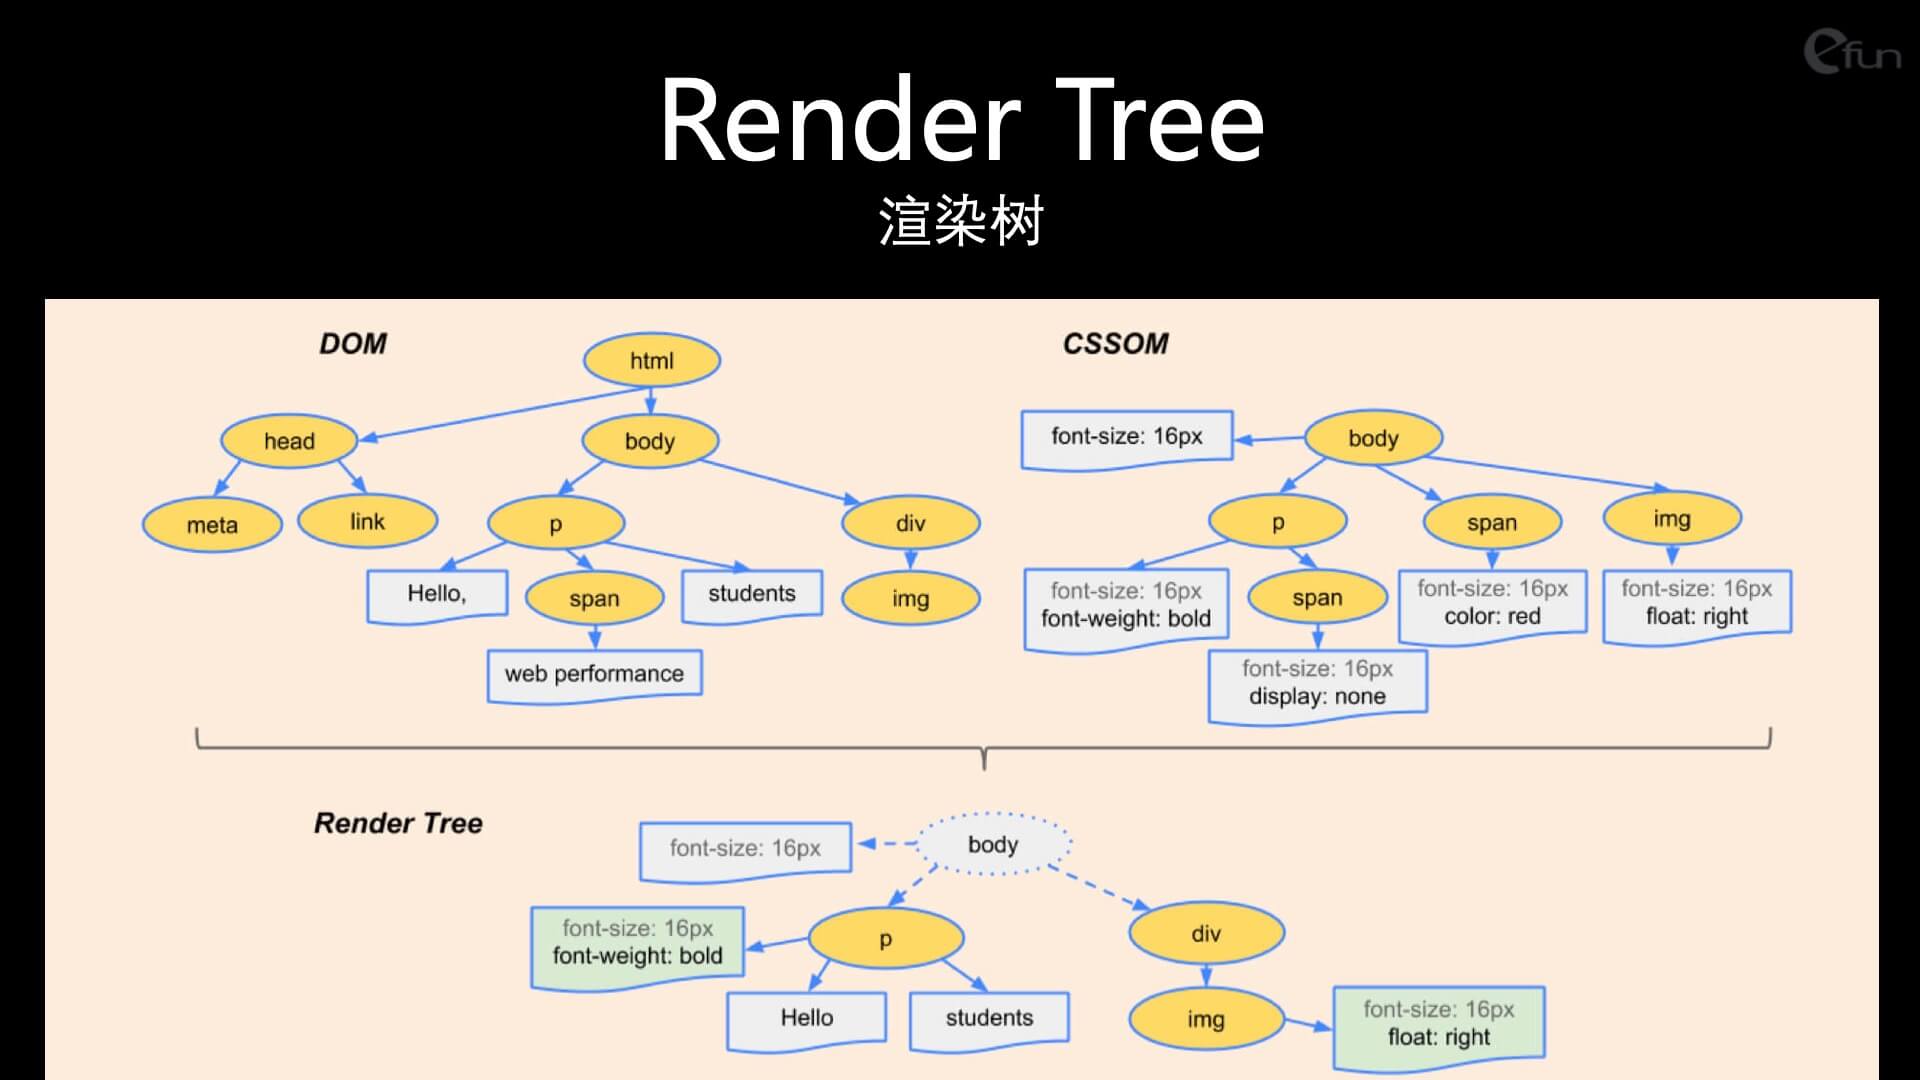 efun
Render Tree
渲染树
DOM
html
head
body
meta
link
p
div
Hello,
span
students
img
web performance
CSSOM
font-size: 16px
body
p
span
img
font-size: 16px
font-weight: bold
span
font-size: 16px
color: red
font-size: 16px
float: right
font-size: 16px
display: none
Render Tree
font-size: 16px
body
font-size: 16px
font-weight: bold
p
div
Hello
students
img
font-size: 16px
float: right